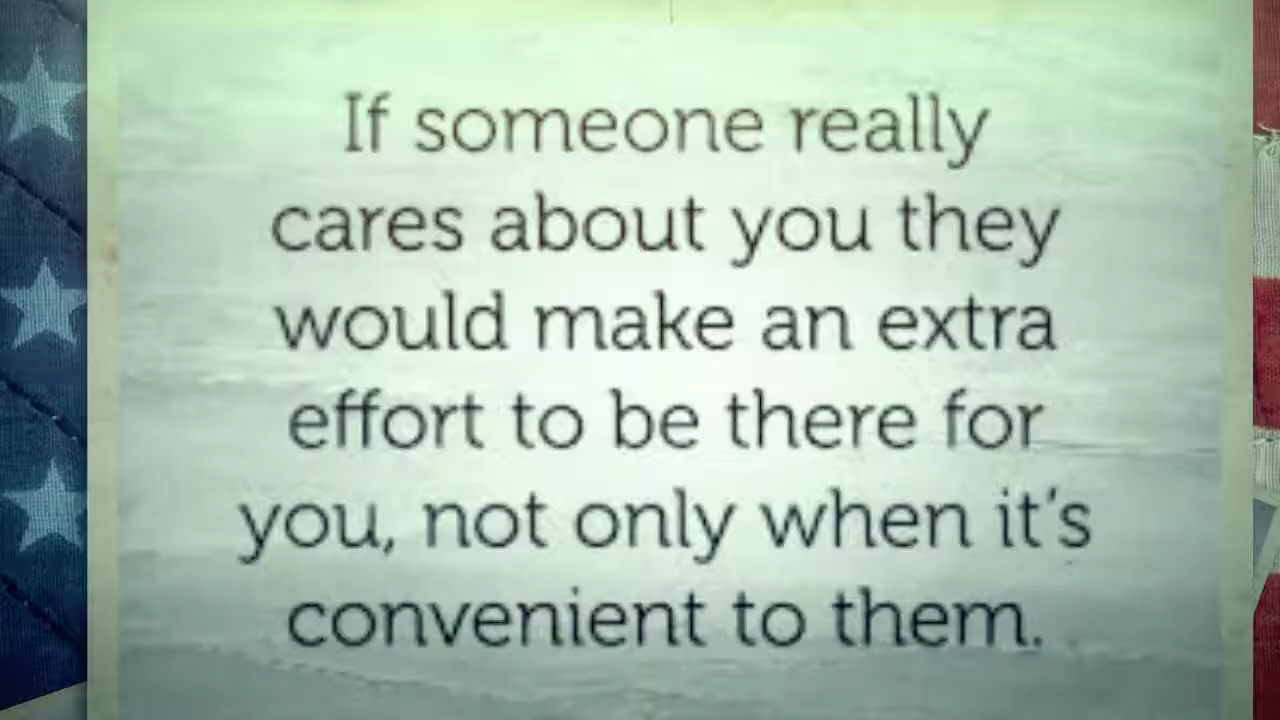 If someone really
cares about you they
would make an extra
effort to be there for
you, not only when it's
convenient to them.